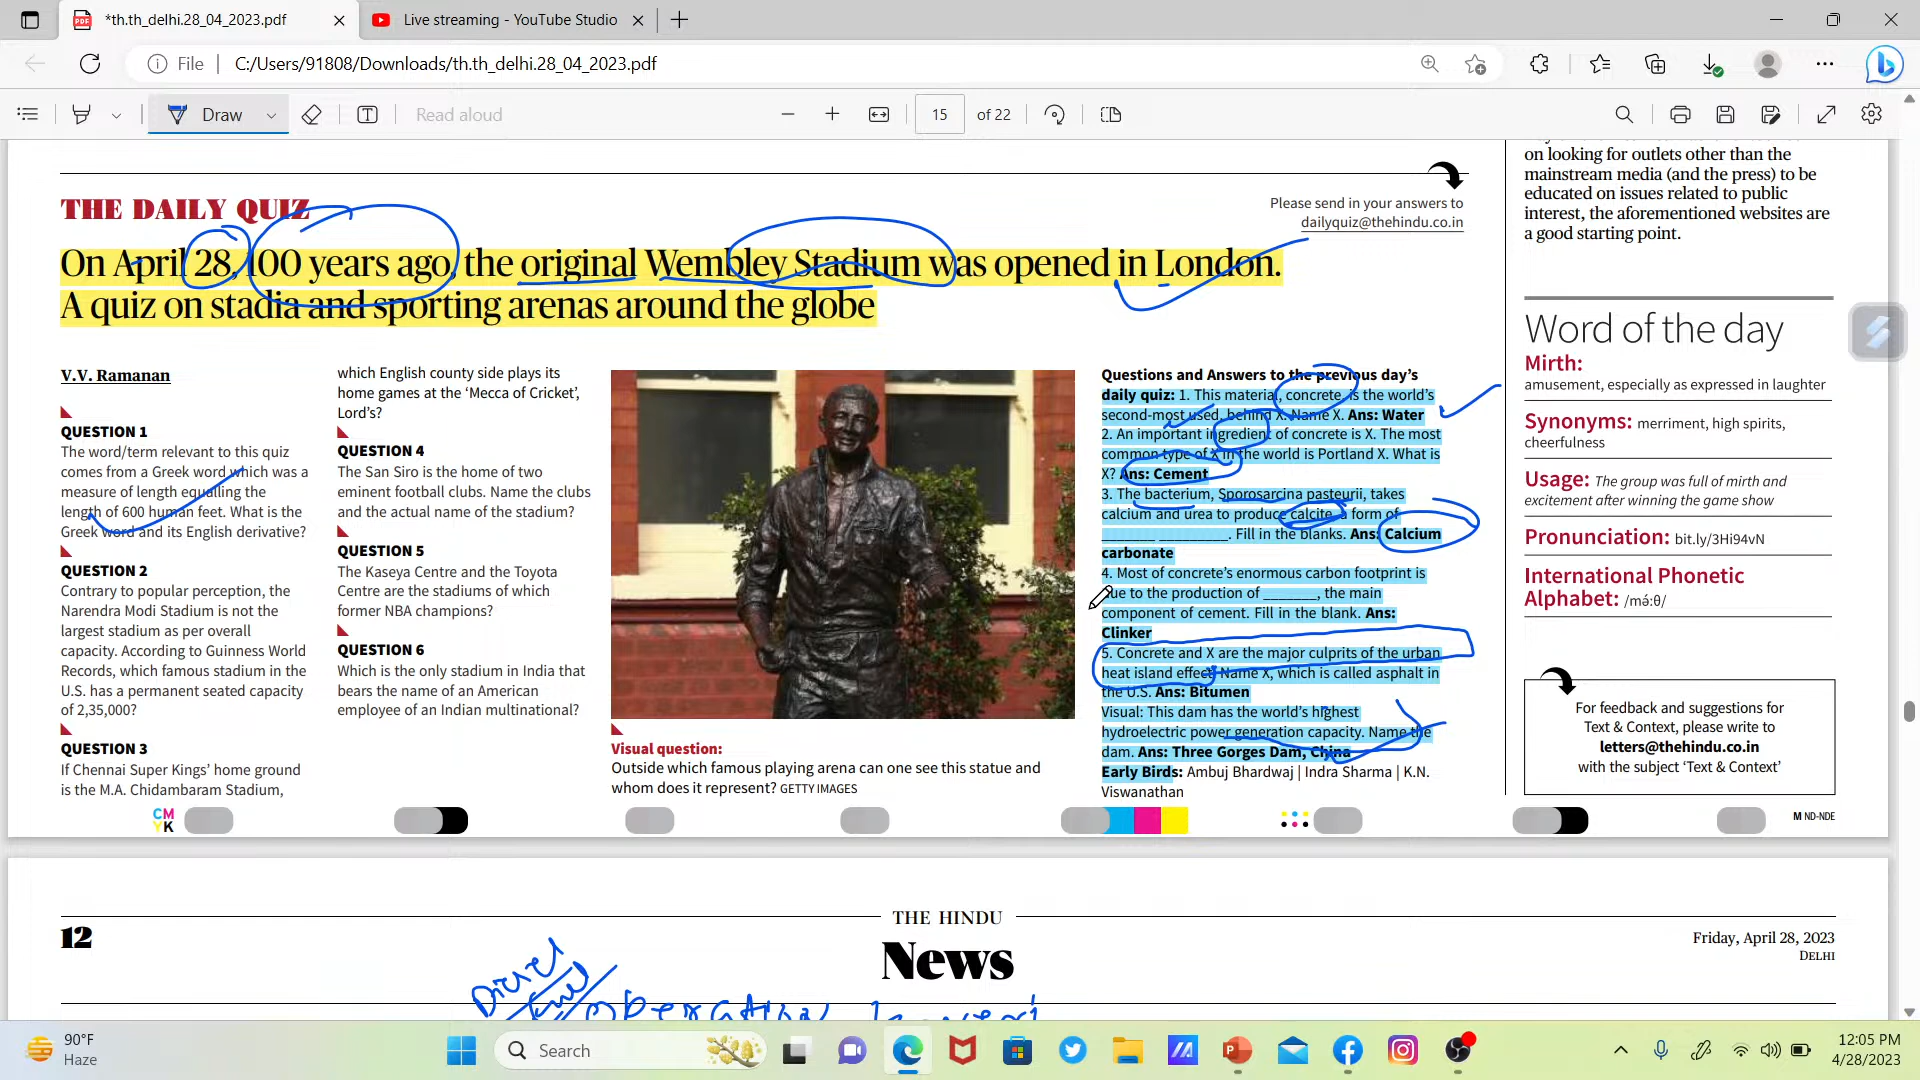 *th.th_delhi.28_04_2023.pdf
Live streaming - YouTube Studio
File
C:/Users/91808/Downloads/th.th_delhi.28_04_2023.pdf
Draw
Read aloud
15
of 22
THE DAILY QUIZ
Please send in your answers to
dailyquiz@thehindu.co.in
On April 28, 100 years ago, the original Wembley Stadium was opened in London.
A quiz on stadia and sporting arenas around the globe
V.V. Ramanan
QUESTION 1
The word/term relevant to this quiz
comes from a Greek word which was a
measure of length equalling the
length of 600 human feet. What is the
Greek word and its English derivative?
QUESTION 2
Contrary to popular perception, the
Narendra Modi Stadium is not the
largest stadium as per overall
capacity. According to Guinness World
Records, which famous stadium in the
U.S. has a permanent seated capacity
of 2,35,000?
QUESTION 3
If Chennai Super Kings' home ground
is the M.A. Chidambaram Stadium,
which English county side plays its
home games at the 'Mecca of Cricket',
Lord's?
QUESTION 4
The San Siro is the home of two
eminent football clubs. Name the clubs
and the actual name of the stadium?
QUESTION 5
The Kaseya Centre and the Toyota
Centre are the stadiums of which
former NBA champions?
QUESTION 6
Which is the only stadium in India that
bears the name of an American
employee of an Indian multinational?
Visual question:
Outside which famous playing arena can one see this statue and
whom does it represent? GETTY IMAGES
Questions and Answers to the previous day's
daily quiz: 1. This material, concrete, is the world's
second-most used, behind X. Name X. Ans: Water
2. An important ingredient of concrete is X. The most
common type of X in the world is Portland X. What is
X? Ans: Cement
3. The bacterium, Sporosarcina pasteurii, takes
calcium and urea to produce calcite, a form of
_______ _________. Fill in the blanks. Ans: Calcium
carbonate
4. Most of concrete's enormous carbon footprint is
due to the production of _______, the main
component of cement. Fill in the blank. Ans:
Clinker
5. Concrete and X are the major culprits of the urban
heat island effect. Name X, which is called asphalt in
the U.S. Ans: Bitumen
Visual: This dam has the world's highest
hydroelectric power generation capacity. Name the
dam. Ans: Three Gorges Dam, China
Early Birds: Ambuj Bhardwaj | Indra Sharma | K.N.
Viswanathan
on looking for outlets other than the
mainstream media (and the press) to be
educated on issues related to public
interest, the aforementioned websites are
a good starting point.
Word of the day
Mirth:
amusement, especially as expressed in laughter
Synonyms: merriment, high spirits,
cheerfulness
Usage: The group was full of mirth and
excitement after winning the game show
Pronunciation: bit.ly/3Hi94vN
International Phonetic
Alphabet: /mə́ːθ/
For feedback and suggestions for
Text & Context, please write to
letters@thehindu.co.in
with the subject 'Text & Context'
CM
YK
M ND-NDE
12
THE HINDU
News
Friday, April 28, 2023
DELHI
90°F
Haze
Search
12:05 PM
4/28/2023